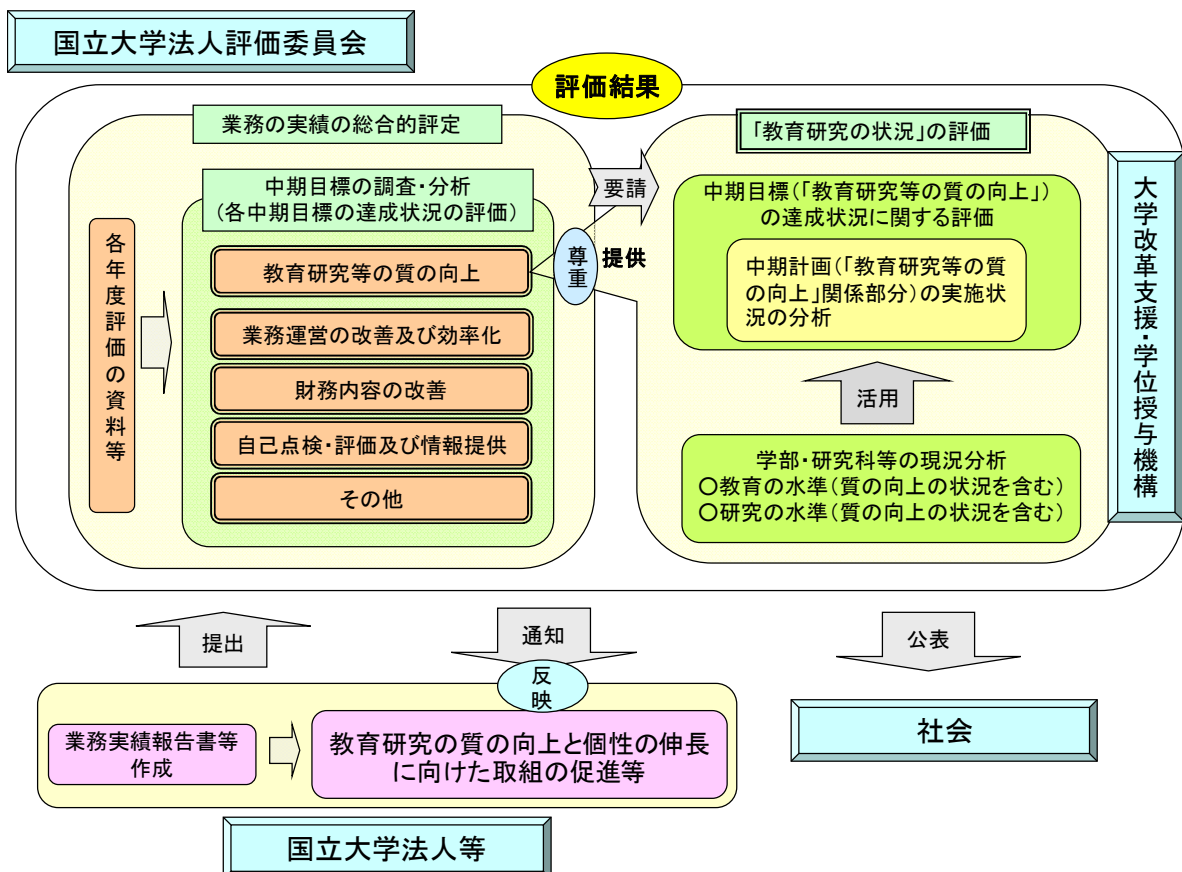 国立大学法人評価委員会
評価結果
業務の実績の総合的評定
中期目標の調査・分析
(各中期目標の達成状況の評価)
各年度評価の資料等
教育研究等の質の向上
業務運営の改善及び効率化
財務内容の改善
自己点検・評価及び情報提供
その他
要請
尊重
提供
「教育研究の状況」の評価
中期目標(「教育研究等の質の向上」)
の達成状況に関する評価
中期計画(「教育研究等の質
の向上」関係部分)の実施状
況の分析
活用
学部・研究科等の現況分析
○教育の水準(質の向上の状況を含む)
○研究の水準(質の向上の状況を含む)
大学改革支援・学位授与機構
提出
通知
公表
反映
業務実績報告書等
作成
教育研究の質の向上と個性の伸長
に向けた取組の促進等
社会
国立大学法人等